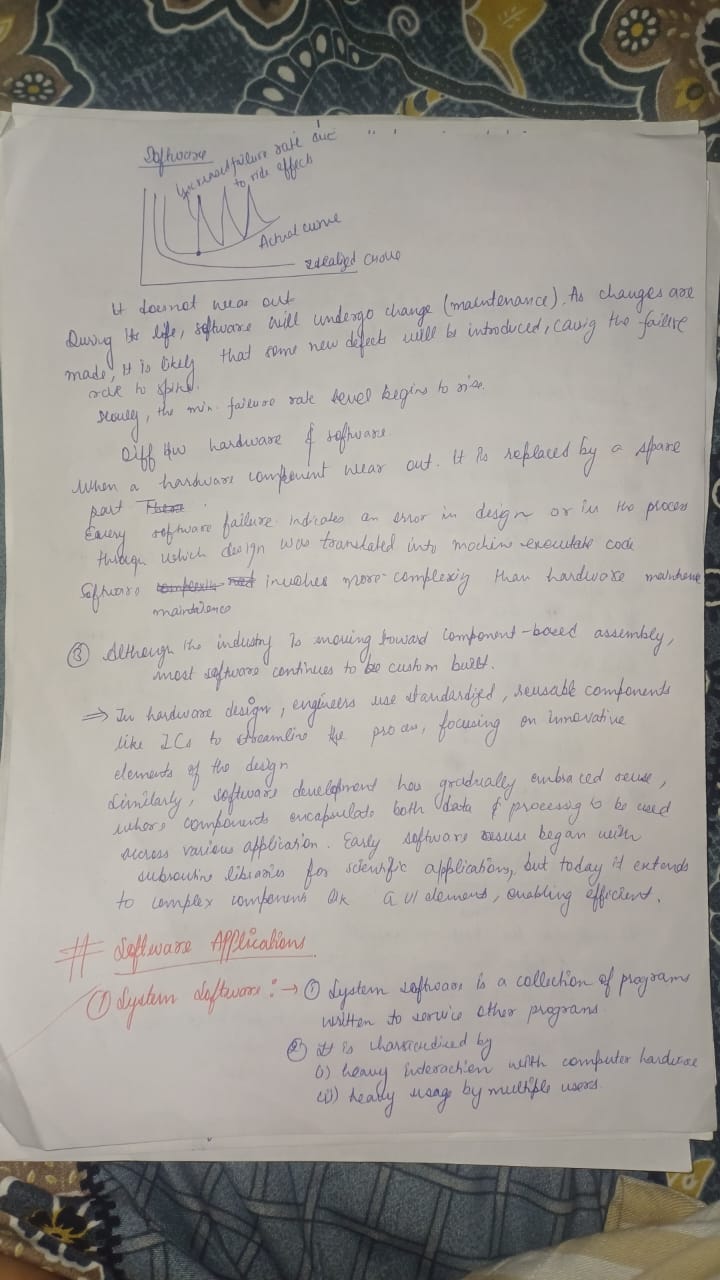 Software
Increased failure rate due
to side effects
Actual curve
Idealized curve
It doesnot wear out
During its life, software will undergo change (maintenance). As changes are
made, it is likely that some new defects will be introduced, causig the failure
rate to spike.
Slowly, the min. failure rate level begins to rise.
Diff b/w hardware & software
When a hardware component wear out. It is replaced by a spare
part There
Every software failure indicates an error in design or in the process
through which design was translated into machine executate code
Software complexity involves more complexity than hardware
maintalence
③ Although the industry is moving toward component-based assembly,
most software continues to be custom built.
⇒ In hardware design, engineers use standardized, reusable components
like ICs to streamline the process, focusing on innovative
elements of the design
Similarly, software development has gradually embraced reuse,
where components encapsulate both data & processig to be used
across various application. Early software reuse began with
subroutine libraries for scientific applications, but today it extends
to complex components like GUI elements, enabling efficient.
# Software Applications.
① System Software :→ ① System software is a collection of programs
written to service other programs.
② it is characterized by
i) heavy interaction with computer hardware
ii) heavy usage by multiple users.